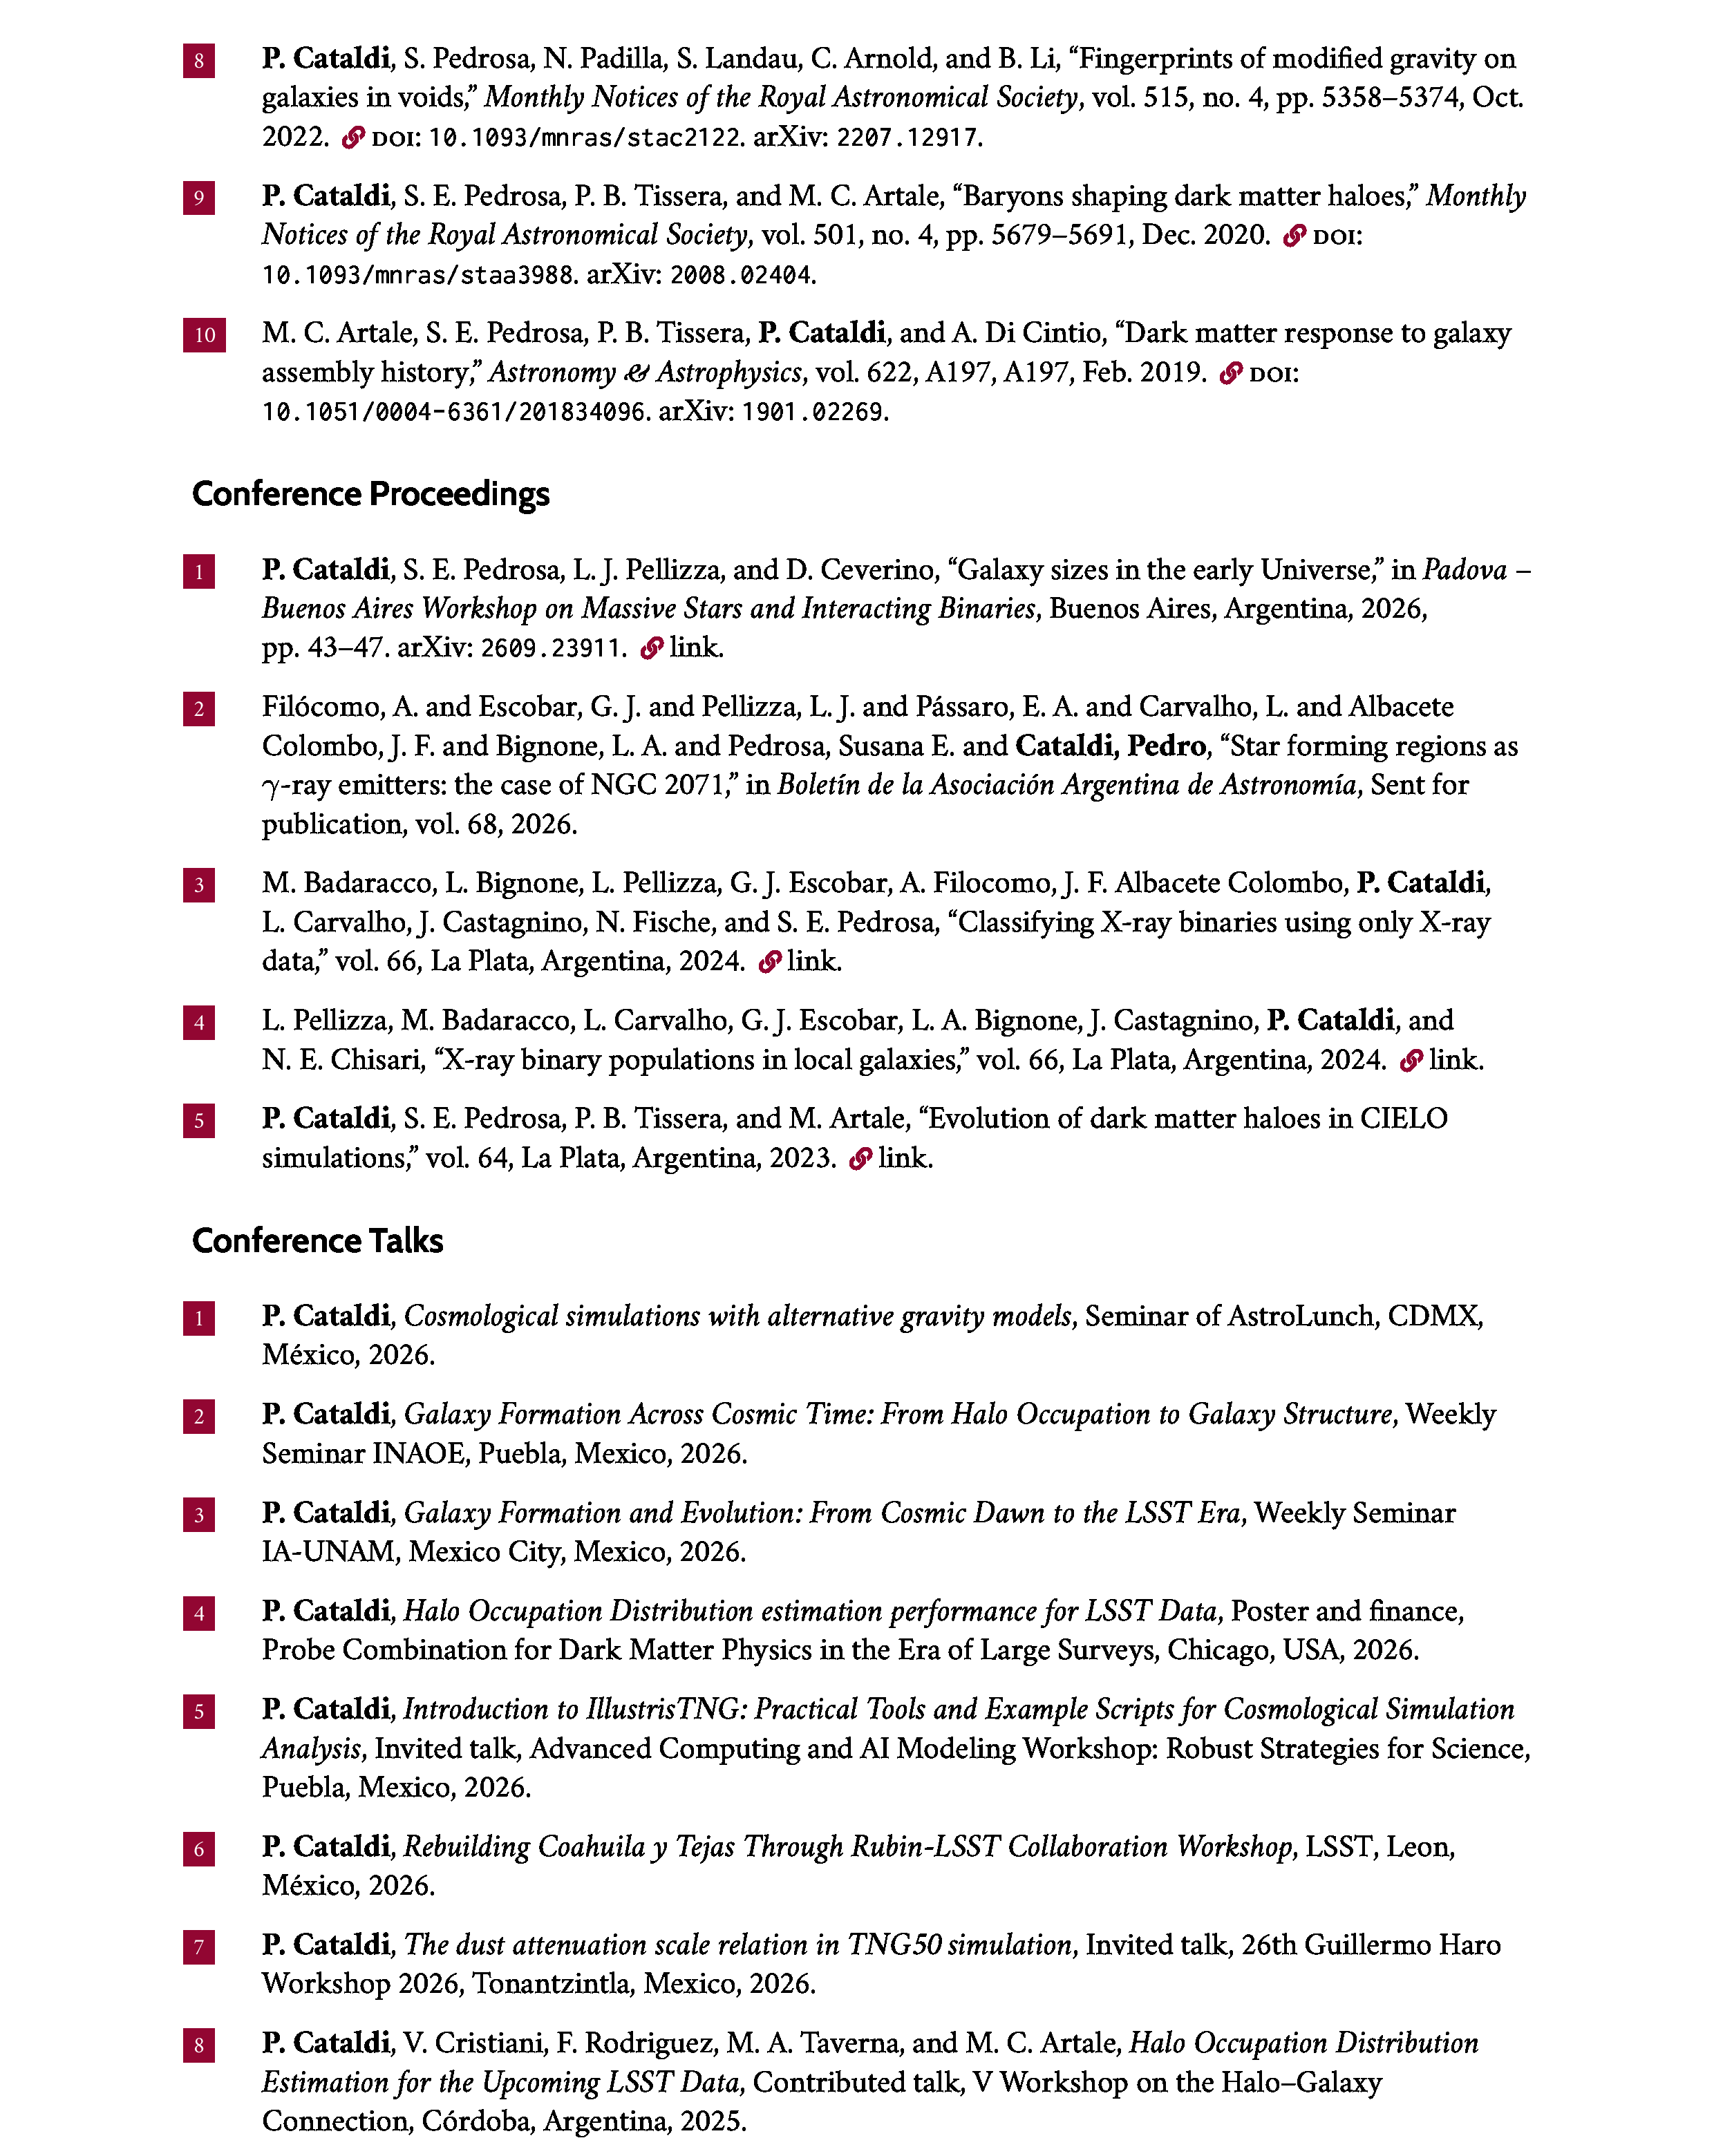 8 P. Cataldi, S. Pedrosa, N. Padilla, S. Landau, C. Arnold, and B. Li, “Fingerprints of modified gravity on
galaxies in voids,” Monthly Notices of the Royal Astronomical Society, vol. 515, no. 4, pp. 5358–5374, Oct.
2022. DOI: 10.1093/mnras/stac2122. arXiv: 2207.12917.
9 P. Cataldi, S. E. Pedrosa, P. B. Tissera, and M. C. Artale, “Baryons shaping dark matter haloes,” Monthly
Notices of the Royal Astronomical Society, vol. 501, no. 4, pp. 5679–5691, Dec. 2020. DOI:
10.1093/mnras/staa3988. arXiv: 2008.02404.
10 M. C. Artale, S. E. Pedrosa, P. B. Tissera, P. Cataldi, and A. Di Cintio, “Dark matter response to galaxy
assembly history,” Astronomy & Astrophysics, vol. 622, A197, A197, Feb. 2019. DOI:
10.1051/0004-6361/201834096. arXiv: 1901.02269.
Conference Proceedings
1 P. Cataldi, S. E. Pedrosa, L. J. Pellizza, and D. Ceverino, “Galaxy sizes in the early Universe,” in Padova –
Buenos Aires Workshop on Massive Stars and Interacting Binaries, Buenos Aires, Argentina, 2026,
pp. 43–47. arXiv: 2609.23911. link.
2 Filócomo, A. and Escobar, G. J. and Pellizza, L. J. and Pássaro, E. A. and Carvalho, L. and Albacete
Colombo, J. F. and Bignone, L. A. and Pedrosa, Susana E. and Cataldi, Pedro, “Star forming regions as
γ-ray emitters: the case of NGC 2071,” in Boletín de la Asociación Argentina de Astronomía, Sent for
publication, vol. 68, 2026.
3 M. Badaracco, L. Bignone, L. Pellizza, G. J. Escobar, A. Filocomo, J. F. Albacete Colombo, P. Cataldi,
L. Carvalho, J. Castagnino, N. Fische, and S. E. Pedrosa, “Classifying X-ray binaries using only X-ray
data,” vol. 66, La Plata, Argentina, 2024. link.
4 L. Pellizza, M. Badaracco, L. Carvalho, G. J. Escobar, L. A. Bignone, J. Castagnino, P. Cataldi, and
N. E. Chisari, “X-ray binary populations in local galaxies,” vol. 66, La Plata, Argentina, 2024. link.
5 P. Cataldi, S. E. Pedrosa, P. B. Tissera, and M. Artale, “Evolution of dark matter haloes in CIELO
simulations,” vol. 64, La Plata, Argentina, 2023. link.
Conference Talks
1 P. Cataldi, Cosmological simulations with alternative gravity models, Seminar of AstroLunch, CDMX,
México, 2026.
2 P. Cataldi, Galaxy Formation Across Cosmic Time: From Halo Occupation to Galaxy Structure, Weekly
Seminar INAOE, Puebla, Mexico, 2026.
3 P. Cataldi, Galaxy Formation and Evolution: From Cosmic Dawn to the LSST Era, Weekly Seminar
IA-UNAM, Mexico City, Mexico, 2026.
4 P. Cataldi, Halo Occupation Distribution estimation performance for LSST Data, Poster and finance,
Probe Combination for Dark Matter Physics in the Era of Large Surveys, Chicago, USA, 2026.
5 P. Cataldi, Introduction to IllustrisTNG: Practical Tools and Example Scripts for Cosmological Simulation
Analysis, Invited talk, Advanced Computing and AI Modeling Workshop: Robust Strategies for Science,
Puebla, Mexico, 2026.
6 P. Cataldi, Rebuilding Coahuila y Tejas Through Rubin-LSST Collaboration Workshop, LSST, Leon,
México, 2026.
7 P. Cataldi, The dust attenuation scale relation in TNG50 simulation, Invited talk, 26th Guillermo Haro
Workshop 2026, Tonantzintla, Mexico, 2026.
8 P. Cataldi, V. Cristiani, F. Rodriguez, M. A. Taverna, and M. C. Artale, Halo Occupation Distribution
Estimation for the Upcoming LSST Data, Contributed talk, V Workshop on the Halo–Galaxy
Connection, Córdoba, Argentina, 2025.